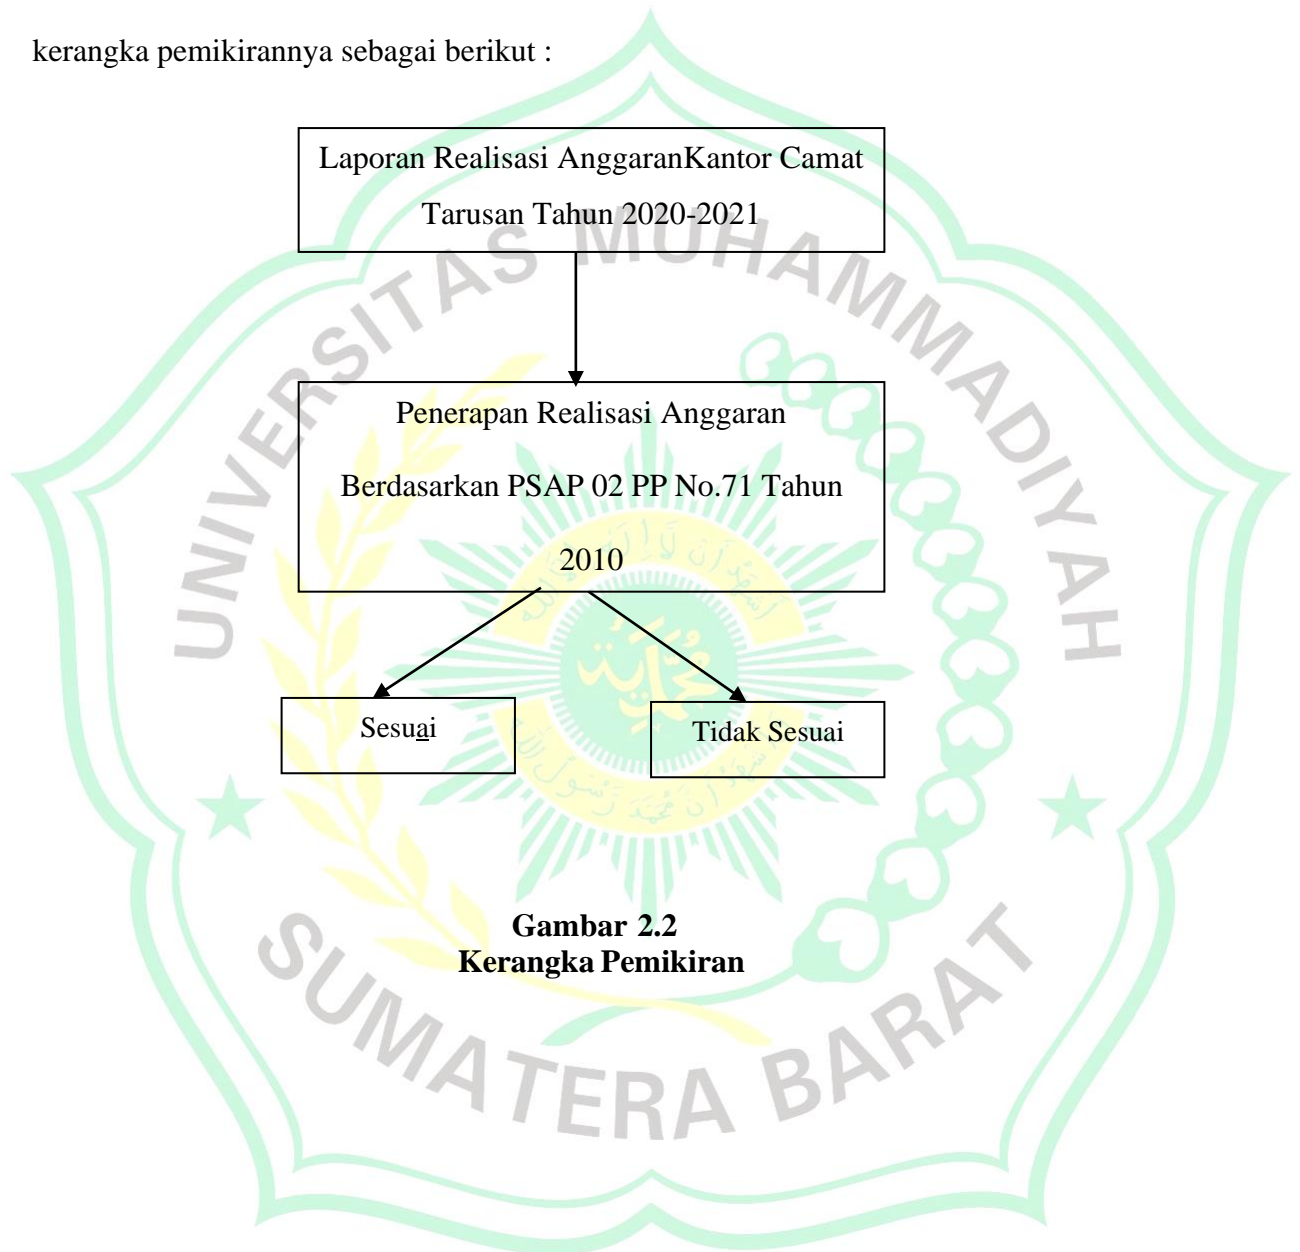 kerangka pemikirannya sebagai berikut :
Laporan Realisasi AnggaranKantor Camat
Tarusan Tahun 2020-2021
Penerapan Realisasi Anggaran
Berdasarkan PSAP 02 PP No.71 Tahun
2010
Sesuai
Tidak Sesuai
Gambar 2.2
Kerangka Pemikiran
UNIVERSITAS MUHAMMADIYAH
SUMATERA BARAT